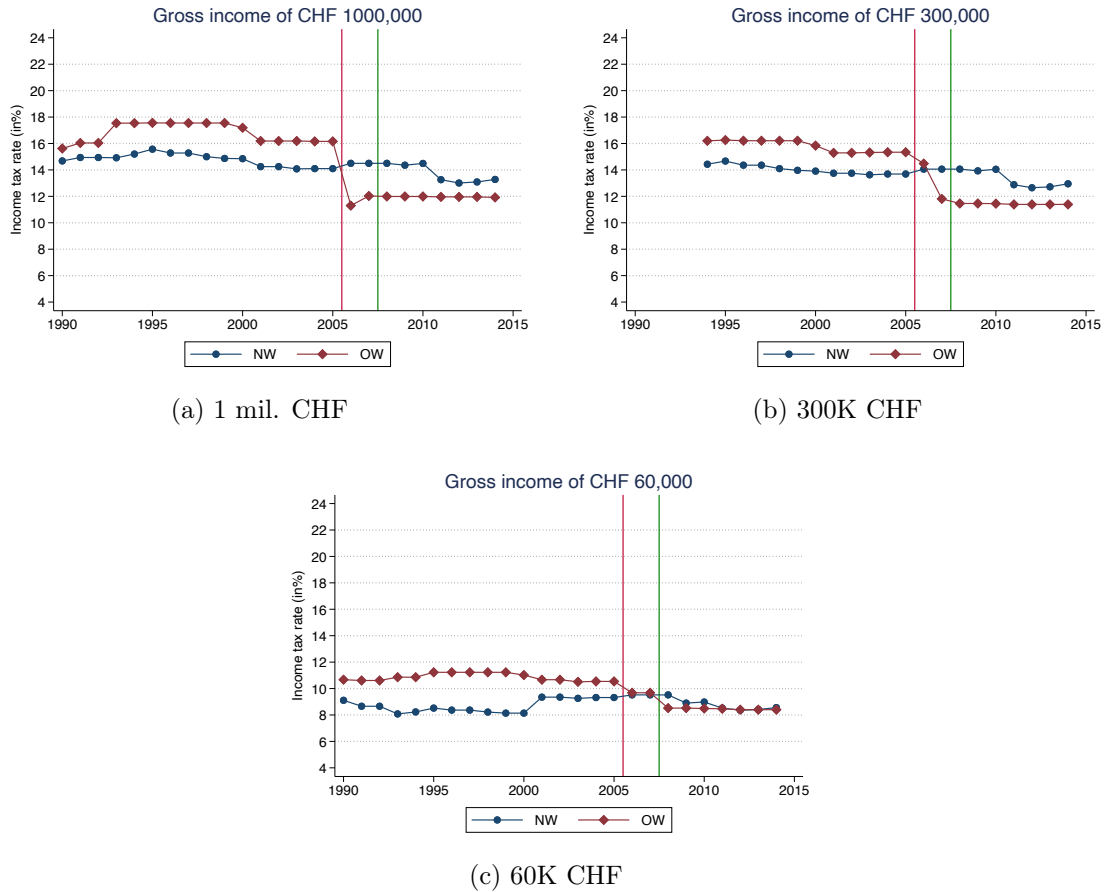 Gross income of CHF 1000,000
Income tax rate (in%)
24
22
20
18
16
14
12
10
8
6
4
1990 1995 2000 2005 2010 2015
NW OW
(a) 1 mil. CHF
Gross income of CHF 300,000
Income tax rate (in%)
24
22
20
18
16
14
12
10
8
6
4
1990 1995 2000 2005 2010 2015
NW OW
(b) 300K CHF
Gross income of CHF 60,000
Income tax rate (in%)
24
22
20
18
16
14
12
10
8
6
4
1990 1995 2000 2005 2010 2015
NW OW
(c) 60K CHF